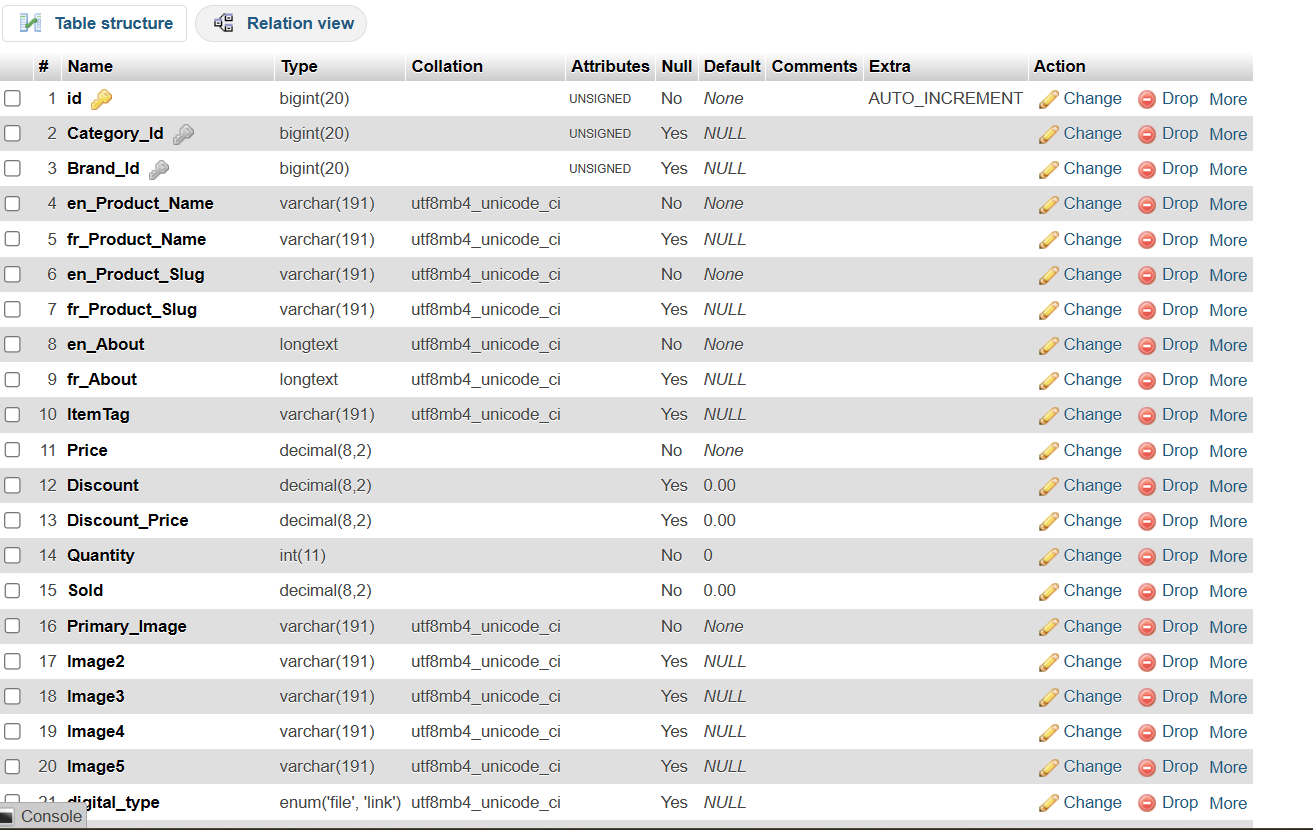 Table structure Relation view
# Name Type Collation Attributes Null Default Comments Extra Action
1 id bigint(20) UNSIGNED No None AUTO_INCREMENT Change Drop More
2 Category_Id bigint(20) UNSIGNED Yes NULL Change Drop More
3 Brand_Id bigint(20) UNSIGNED Yes NULL Change Drop More
4 en_Product_Name varchar(191) utf8mb4_unicode_ci No None Change Drop More
5 fr_Product_Name varchar(191) utf8mb4_unicode_ci Yes NULL Change Drop More
6 en_Product_Slug varchar(191) utf8mb4_unicode_ci No None Change Drop More
7 fr_Product_Slug varchar(191) utf8mb4_unicode_ci Yes NULL Change Drop More
8 en_About longtext utf8mb4_unicode_ci No None Change Drop More
9 fr_About longtext utf8mb4_unicode_ci Yes NULL Change Drop More
10 ItemTag varchar(191) utf8mb4_unicode_ci Yes NULL Change Drop More
11 Price decimal(8,2) No None Change Drop More
12 Discount decimal(8,2) Yes 0.00 Change Drop More
13 Discount_Price decimal(8,2) Yes 0.00 Change Drop More
14 Quantity int(11) No 0 Change Drop More
15 Sold decimal(8,2) No 0.00 Change Drop More
16 Primary_Image varchar(191) utf8mb4_unicode_ci No None Change Drop More
17 Image2 varchar(191) utf8mb4_unicode_ci Yes NULL Change Drop More
18 Image3 varchar(191) utf8mb4_unicode_ci Yes NULL Change Drop More
19 Image4 varchar(191) utf8mb4_unicode_ci Yes NULL Change Drop More
20 Image5 varchar(191) utf8mb4_unicode_ci Yes NULL Change Drop More
21 digital_type enum('file', 'link') utf8mb4_unicode_ci Yes NULL Change Drop More
Console